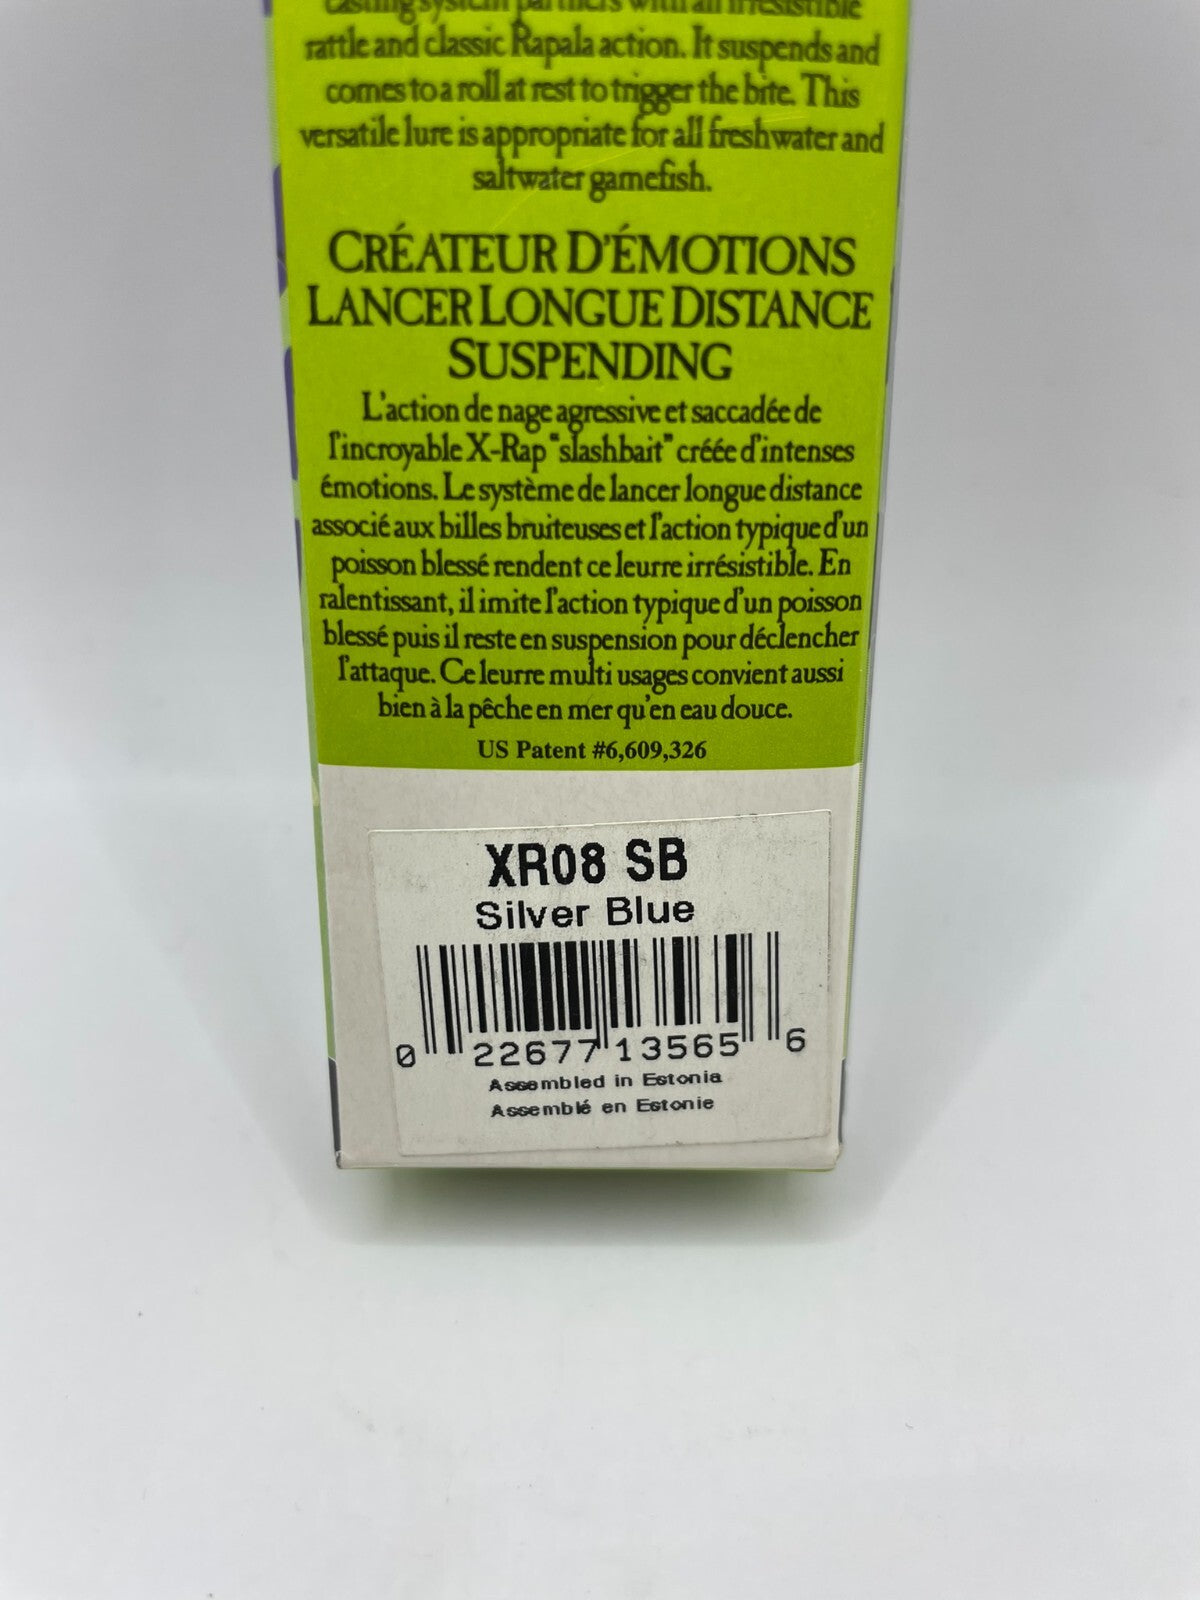 casting system partners with an irresistible
rattle and classic Rapala action. It suspends and
comes to a roll at rest to trigger the bite. This
versatile lure is appropriate for all freshwater and
saltwater gamefish.
CRÉATEUR D'ÉMOTIONS
LANCER LONGUE DISTANCE
SUSPENDING
L'action de nage agressive et saccadée de
l'incroyable X-Rap "slashbait" créée d'intenses
émotions. Le système de lancer longue distance
associé aux billes bruiteuses et l'action typique d'un
poisson blessé rendent ce leurre irrésistible. En
ralentissant, il imite l'action typique d'un poisson
blessé puis il reste en suspension pour déclencher
l'attaque. Ce leurre multi usages convient aussi
bien à la pêche en mer qu'en eau douce.
US Patent #6,609,326
XR08 SB
Silver Blue
0 22677 13565 6
Assembled in Estonia
Assemblé en Estonie